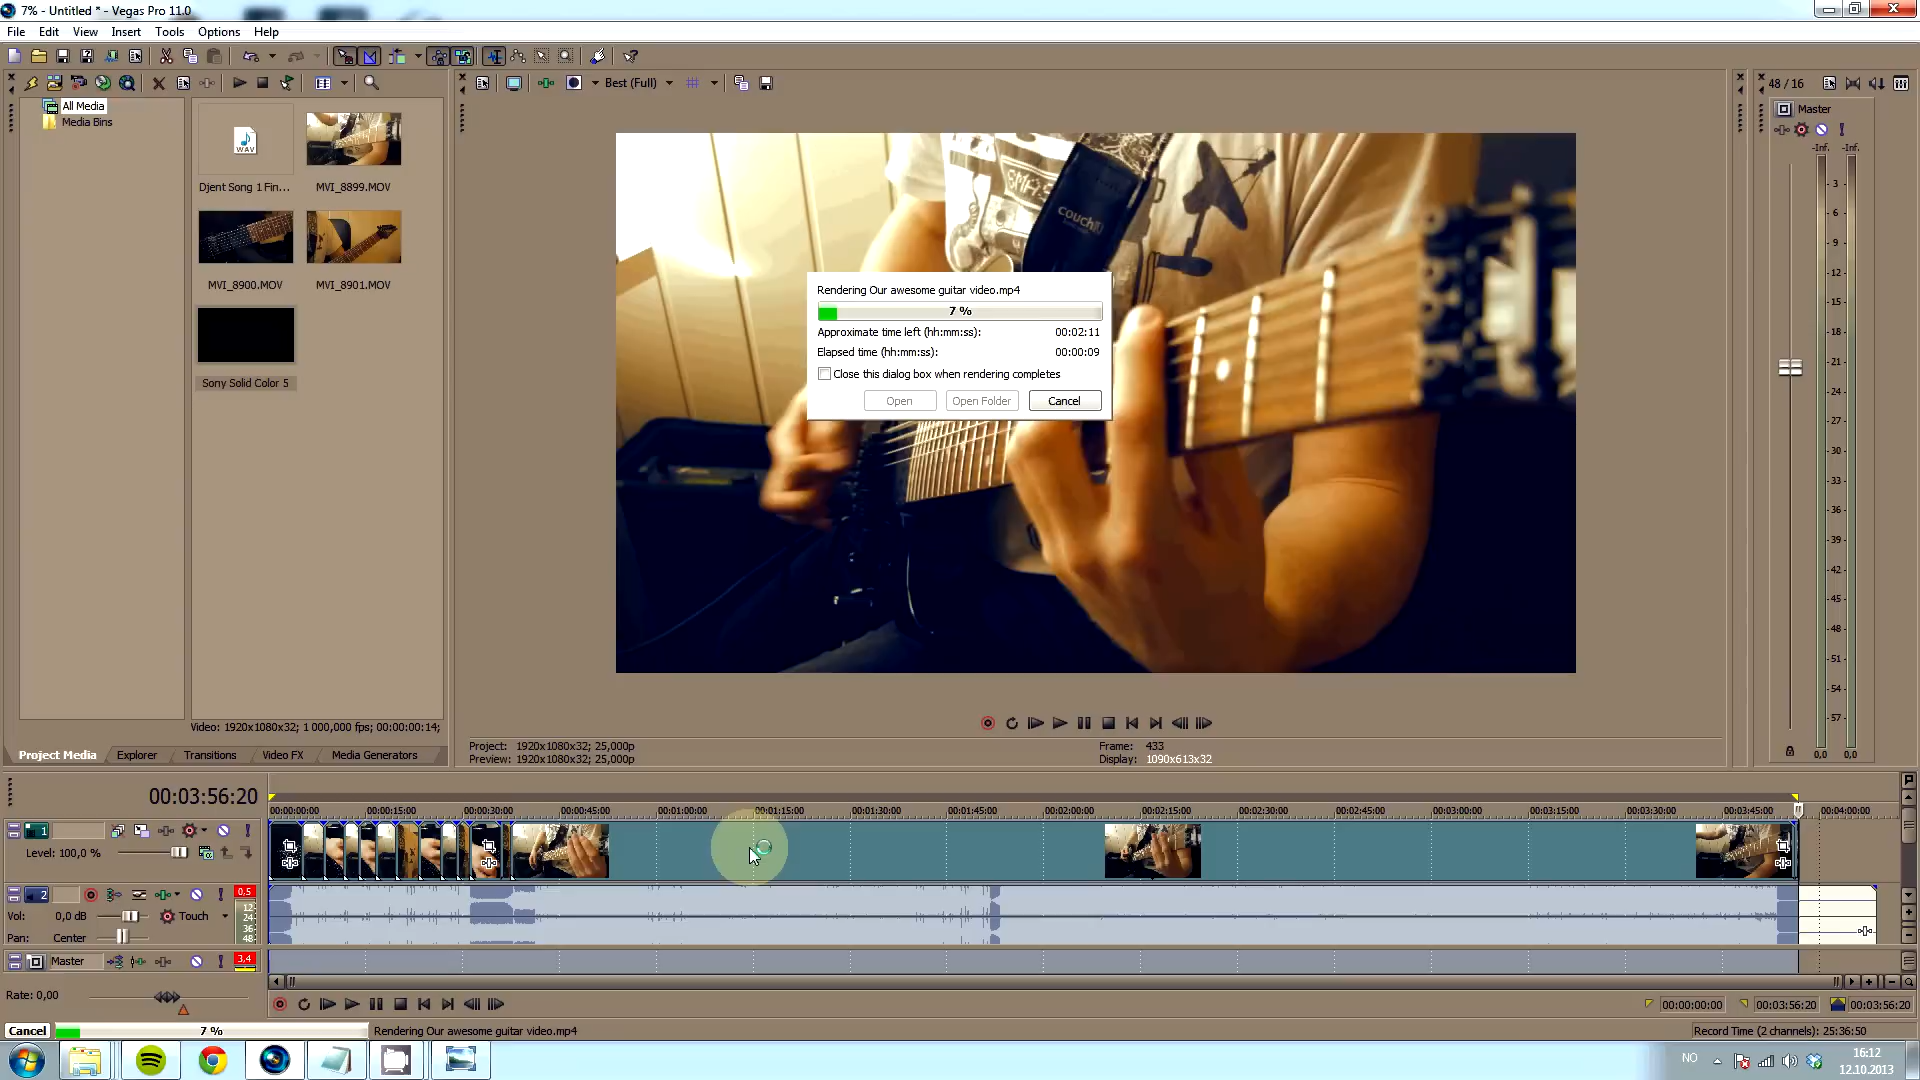 7% - Untitled * - Vegas Pro 11.0
File Edit View Insert Tools Options Help
Best (Full)
48 / 16
All Media
Media Bins
WAV
Djent Song 1 Fin...
MVI_8899.MOV
MVI_8900.MOV
MVI_8901.MOV
Sony Solid Color 5
Video: 1920x1080x32; 1 000,000 fps; 00:00:00:14;
Project Media Explorer Transitions Video FX Media Generators
couch
Rendering Our awesome guitar video.mp4
7 %
Approximate time left (hh:mm:ss): 00:02:11
Elapsed time (hh:mm:ss): 00:00:09
Close this dialog box when rendering completes
Open Open Folder Cancel
Project: 1920x1080x32; 25,000p
Preview: 1920x1080x32; 25,000p
Frame: 433
Display: 1090x613x32
Master
-Inf. -Inf.
- 3 -
- 6 -
- 9 -
- 12 -
- 15 -
- 18 -
- 21 -
- 24 -
- 27 -
- 30 -
- 33 -
- 36 -
- 39 -
- 42 -
- 45 -
- 48 -
- 51 -
- 54 -
- 57 -
0,0 0,0
00:03:56:20
00:00:00:00 00:00:15:00 00:00:30:00 00:00:45:00 00:01:00:00 00:01:15:00 00:01:30:00 00:01:45:00 00:02:00:00 00:02:15:00 00:02:30:00 00:02:45:00 00:03:00:00 00:03:15:00 00:03:30:00 00:03:45:00 00:04:00:00
1
Level: 100,0 %
2
0,5
Vol: 0,0 dB Touch
12
24
36
48
Pan: Center
Master
3,4
Rate: 0,00
00:00:00:00 00:03:56:20 00:03:56:20
Cancel 7 % Rendering Our awesome guitar video.mp4
Record Time (2 channels): 25:36:50
NO
16:12
12.10.2013